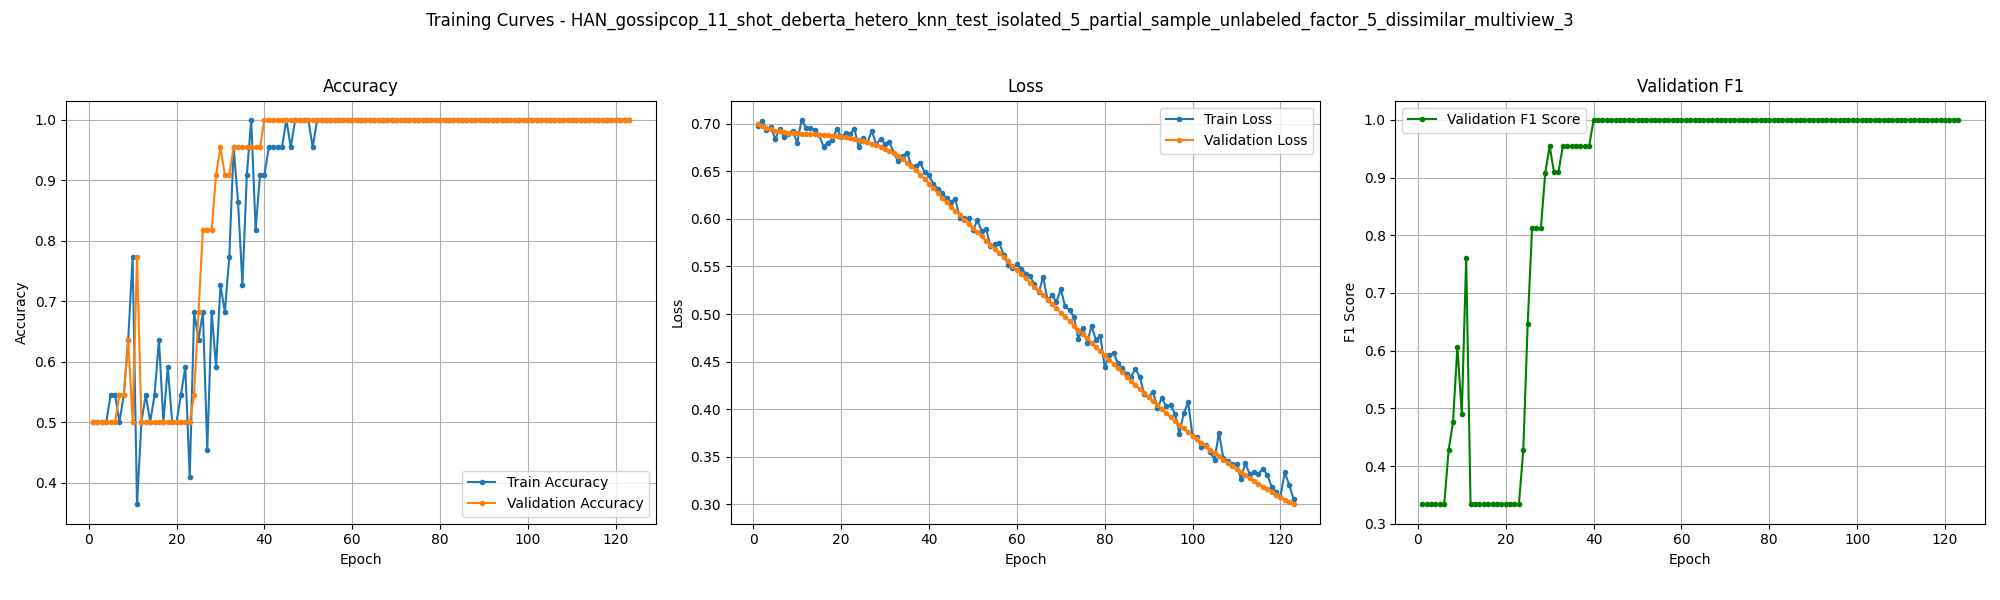 Training Curves - HAN_gossipcop_11_shot_deberta_hetero_knn_test_isolated_5_partial_sample_unlabeled_factor_5_dissimilar_multiview_3
Accuracy
1.0
0.9
0.8
0.7
0.6
0.5
0.4
Accuracy
Train Accuracy
Validation Accuracy
0 20 40 60 80 100 120
Epoch
Loss
0.70
0.65
0.60
0.55
0.50
0.45
0.40
0.35
0.30
Loss
Train Loss
Validation Loss
0 20 40 60 80 100 120
Epoch
Validation F1
1.0
0.9
0.8
0.7
0.6
0.5
0.4
0.3
F1 Score
Validation F1 Score
0 20 40 60 80 100 120
Epoch